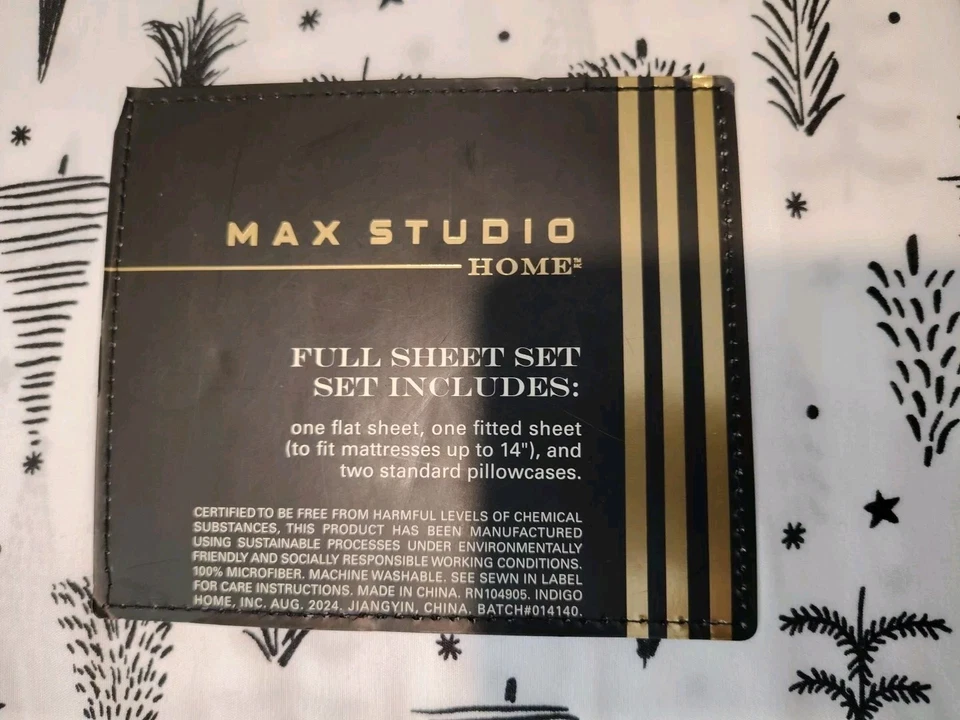 MAX STUDIO
HOME™
FULL SHEET SET
SET INCLUDES:
one flat sheet, one fitted sheet
(to fit mattresses up to 14"), and
two standard pillowcases.
CERTIFIED TO BE FREE FROM HARMFUL LEVELS OF CHEMICAL
SUBSTANCES, THIS PRODUCT HAS BEEN MANUFACTURED
USING SUSTAINABLE PROCESSES UNDER ENVIRONMENTALLY
FRIENDLY AND SOCIALLY RESPONSIBLE WORKING CONDITIONS.
100% MICROFIBER. MACHINE WASHABLE. SEE SEWN IN LABEL
FOR CARE INSTRUCTIONS. MADE IN CHINA. RN104905. INDIGO
HOME, INC. AUG. 2024. JIANGYIN, CHINA. BATCH#014140.